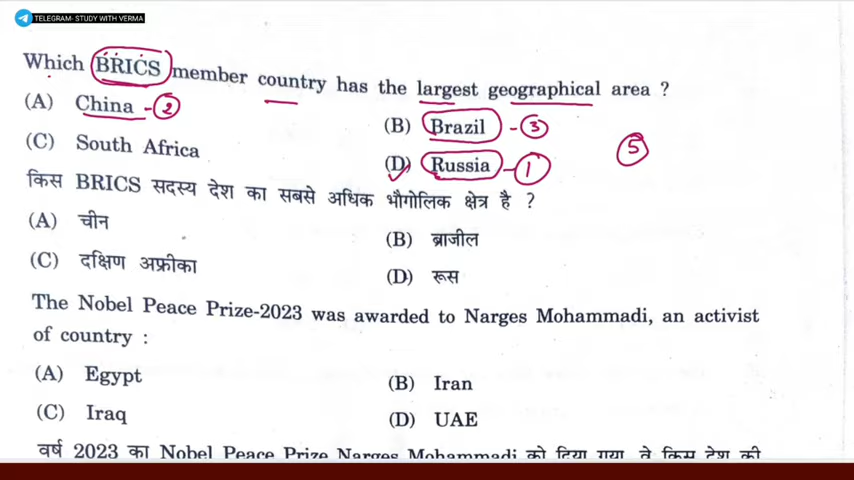 TELEGRAM- STUDY WITH VERMA
Which BRICS member country has the largest geographical area ?
(A) China - 2
(B) Brazil - 3
(C) South Africa
(D) Russia - 1
5
किस BRICS सदस्य देश का सबसे अधिक भौगोलिक क्षेत्र है ?
(A) चीन
(B) ब्राजील
(C) दक्षिण अफ्रीका
(D) रूस
The Nobel Peace Prize-2023 was awarded to Narges Mohammadi, an activist
of country :
(A) Egypt
(B) Iran
(C) Iraq
(D) UAE
वर्ष 2023 का Nobel Peace Prize Narges Mohammadi को दिया गया, वे किस देश की